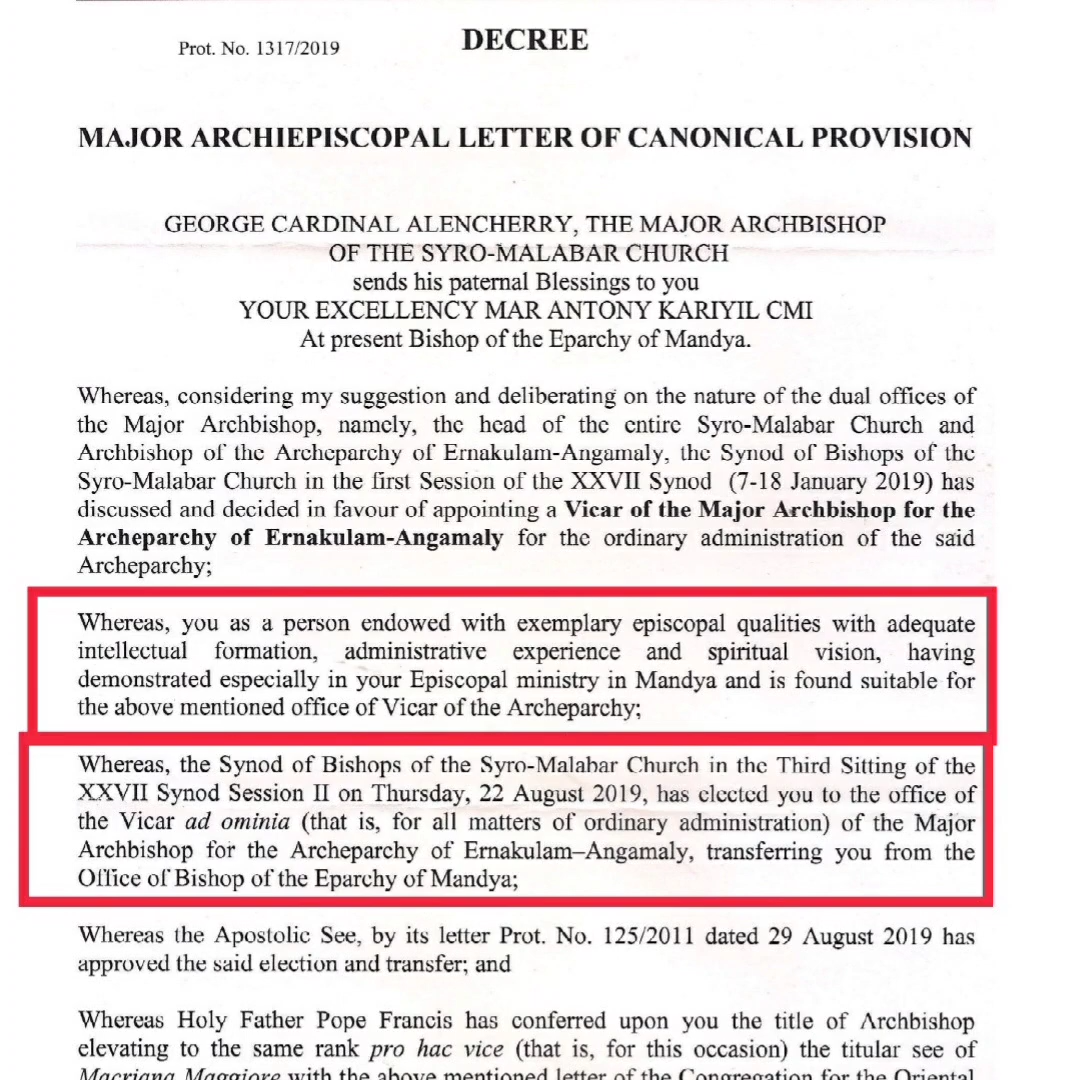 Prot. No. 1317/2019
DECREE
MAJOR ARCHIEPISCOPAL LETTER OF CANONICAL PROVISION
GEORGE CARDINAL ALENCHERRY, THE MAJOR ARCHBISHOP
OF THE SYRO-MALABAR CHURCH
sends his paternal Blessings to you
YOUR EXCELLENCY MAR ANTONY KARIYIL CMI
At present Bishop of the Eparchy of Mandya.
Whereas, considering my suggestion and deliberating on the nature of the dual offices of
the Major Archbishop, namely, the head of the entire Syro-Malabar Church and
Archbishop of the Archeparchy of Ernakulam-Angamaly, the Synod of Bishops of the
Syro-Malabar Church in the first Session of the XXVII Synod (7-18 January 2019) has
discussed and decided in favour of appointing a Vicar of the Major Archbishop for the
Archeparchy of Ernakulam-Angamaly for the ordinary administration of the said
Archeparchy;
Whereas, you as a person endowed with exemplary episcopal qualities with adequate
intellectual formation, administrative experience and spiritual vision, having
demonstrated especially in your Episcopal ministry in Mandya and is found suitable for
the above mentioned office of Vicar of the Archeparchy;
Whereas, the Synod of Bishops of the Syro-Malabar Church in the Third Sitting of the
XXVII Synod Session II on Thursday, 22 August 2019, has elected you to the office of
the Vicar ad ominia (that is, for all matters of ordinary administration) of the Major
Archbishop for the Archeparchy of Ernakulam–Angamaly, transferring you from the
Office of Bishop of the Eparchy of Mandya;
Whereas the Apostolic See, by its letter Prot. No. 125/2011 dated 29 August 2019 has
approved the said election and transfer; and
Whereas Holy Father Pope Francis has conferred upon you the title of Archbishop
elevating to the same rank pro hac vice (that is, for this occasion) the titular see of
Macriana Maggiore with the above mentioned letter of the Congregation for the Oriental